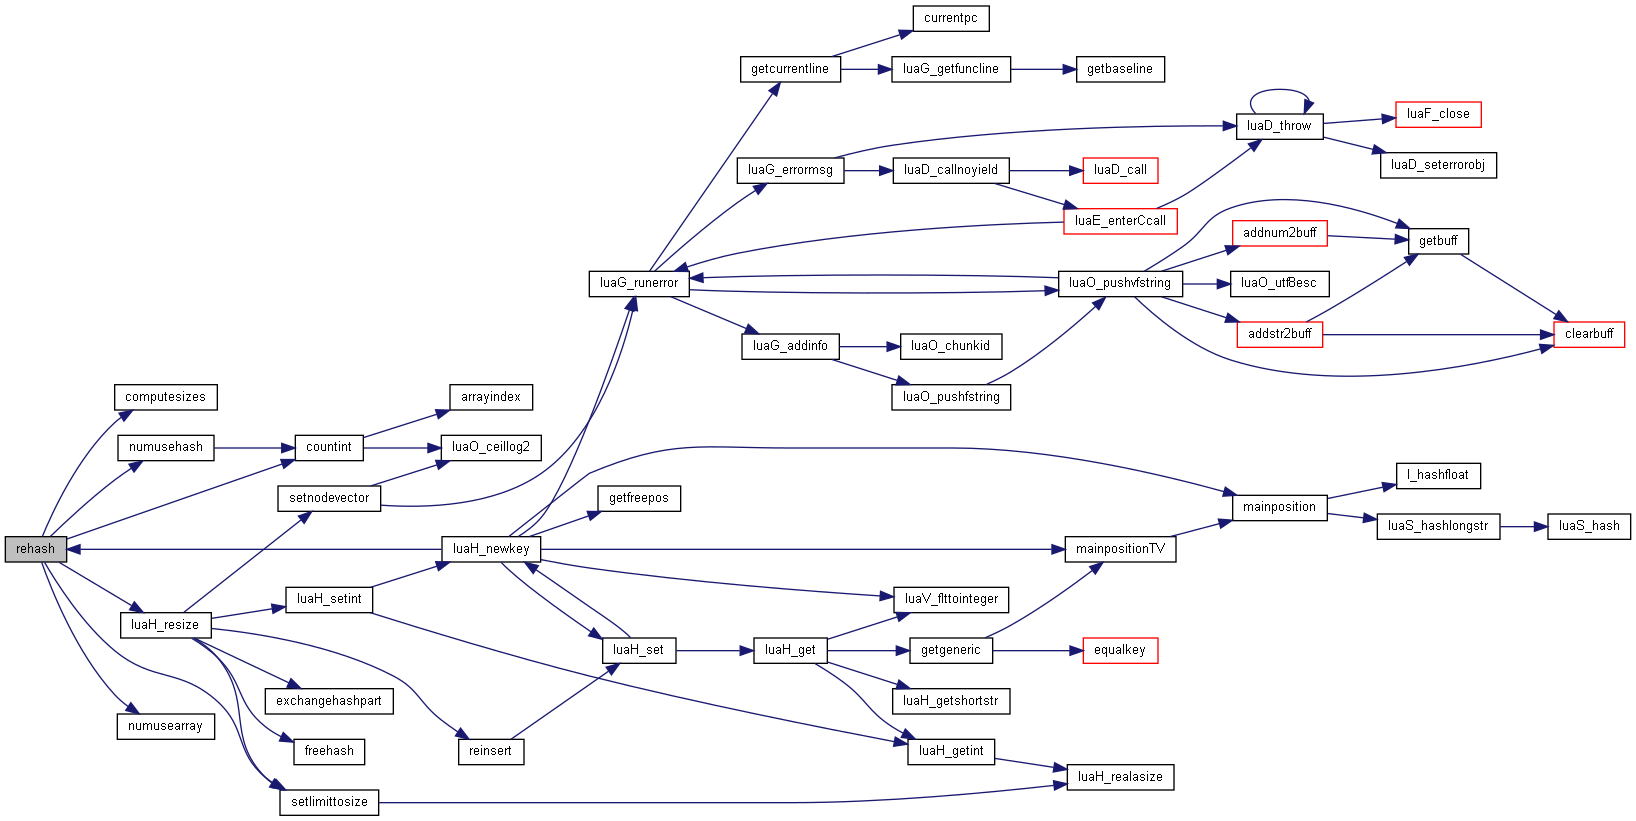 currentpc
getcurrentline
luaG_getfuncline
getbaseline
luaF_close
luaD_throw
luaG_errormsg
luaD_callnoyield
luaD_call
luaD_seterrorobj
luaE_enterCcall
addnum2buff
getbuff
luaG_runerror
luaO_pushvfstring
luaO_utf8esc
luaG_addinfo
luaO_chunkid
addstr2buff
clearbuff
computesizes
arrayindex
luaO_pushfstring
numusehash
countint
luaO_ceillog2
setnodevector
getfreepos
mainposition
l_hashfloat
luaS_hashlongstr
luaS_hash
rehash
luaH_newkey
mainpositionTV
luaH_resize
luaH_setint
luaV_flttointeger
luaH_set
luaH_get
getgeneric
equalkey
exchangehashpart
luaH_getshortstr
numusearray
freehash
reinsert
luaH_getint
luaH_realasize
setlimittosize